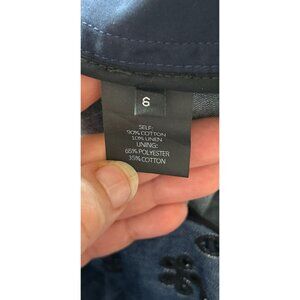 6
SELF:
90% COTTON
10% LINEN
LINING:
65% POLYESTER
35% COTTON